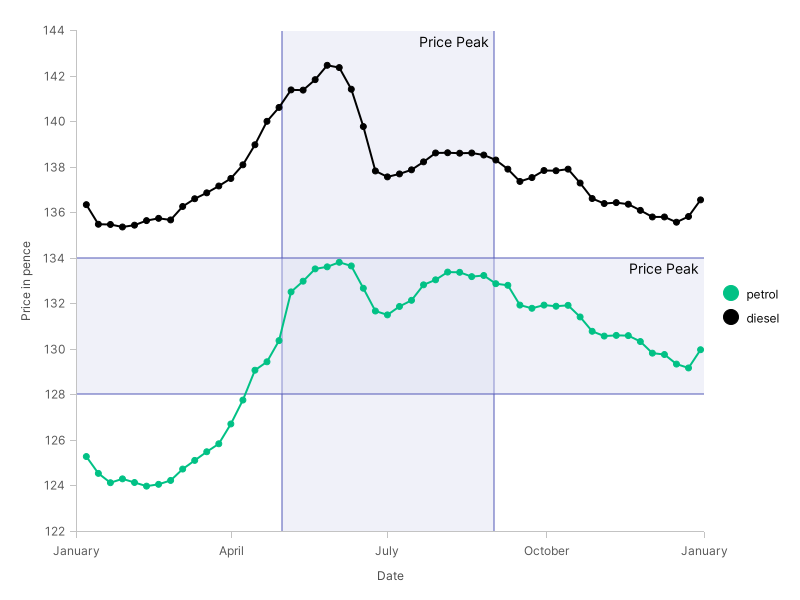 144
142
140
138
136
134
132
130
128
126
124
122
Price in pence
Price Peak
Price Peak
January
April
July
October
January
Date
petrol
diesel